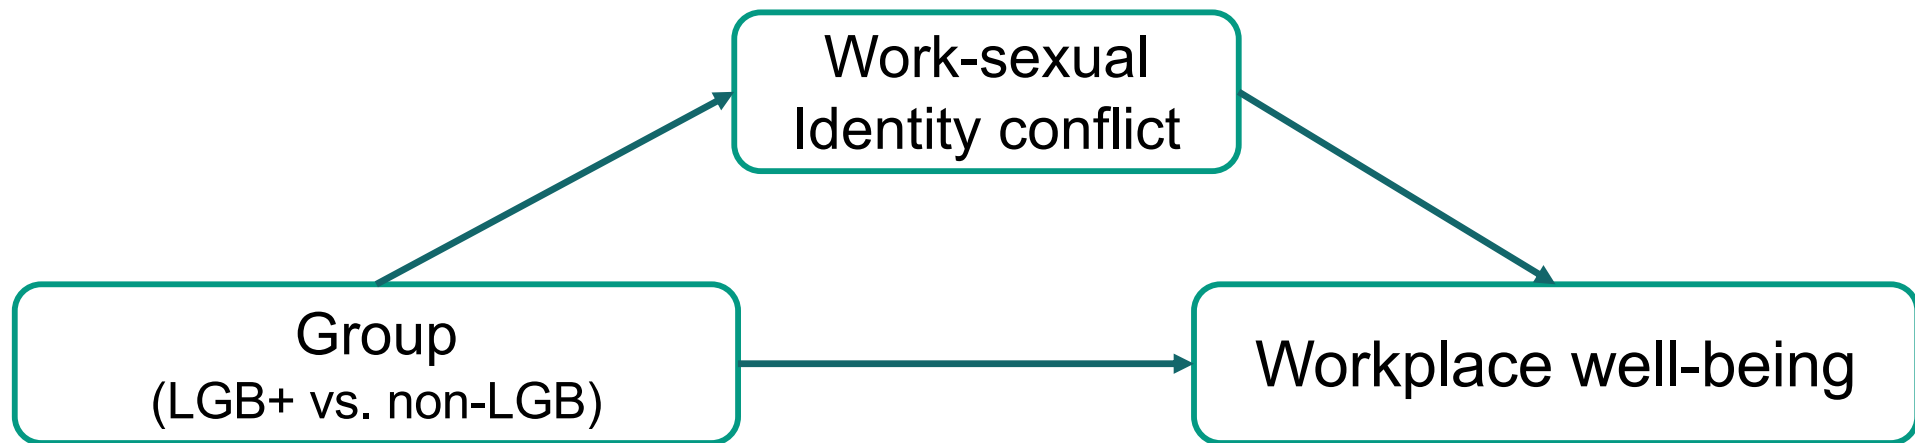 Work-sexual
Identity conflict
Group
(LGB+ vs. non-LGB)
Workplace well-being